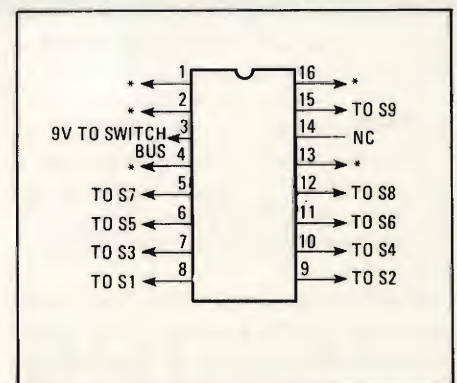 * 1 16 *
* 2 15 TO S9
9V TO SWITCH 3 14 NC
BUS
* 4 13 *
TO S7 5 12 TO S8
TO S5 6 11 TO S6
TO S3 7 10 TO S4
TO S1 8 9 TO S2